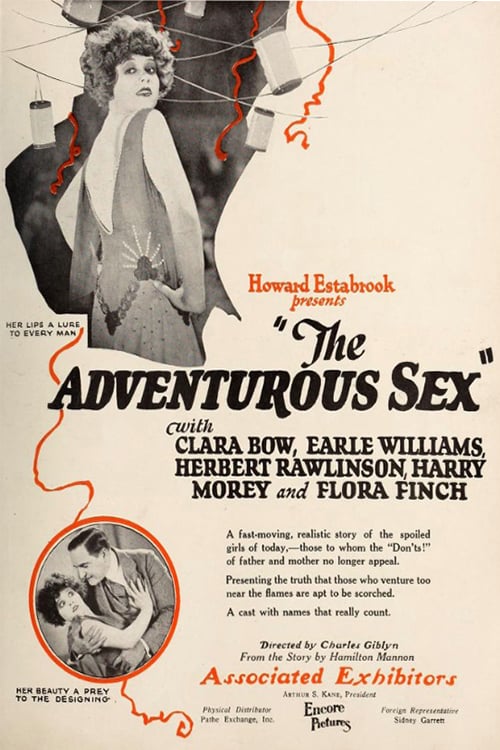 HER LIPS A LURE
TO EVERY MAN
Howard Estabrook
presents
"The
ADVENTUROUS SEX"
with
CLARA BOW, EARLE WILLIAMS,
HERBERT RAWLINSON, HARRY
MOREY and FLORA FINCH
A fast-moving, realistic story of the spoiled
girls of today,—those to whom the "Don'ts!"
of father and mother no longer appeal.
Presenting the truth that those who venture too
near the flames are apt to be scorched.
A cast with names that really count.
HER BEAUTY A PREY
TO THE DESIGNING
Directed by Charles Giblyn
From the Story by Hamilton Mannon
Associated Exhibitors
ARTHUR S. KANE, President
Physical Distributor
Pathe Exchange, Inc.
Encore
Pictures
Foreign Representative
Sidney Garrett